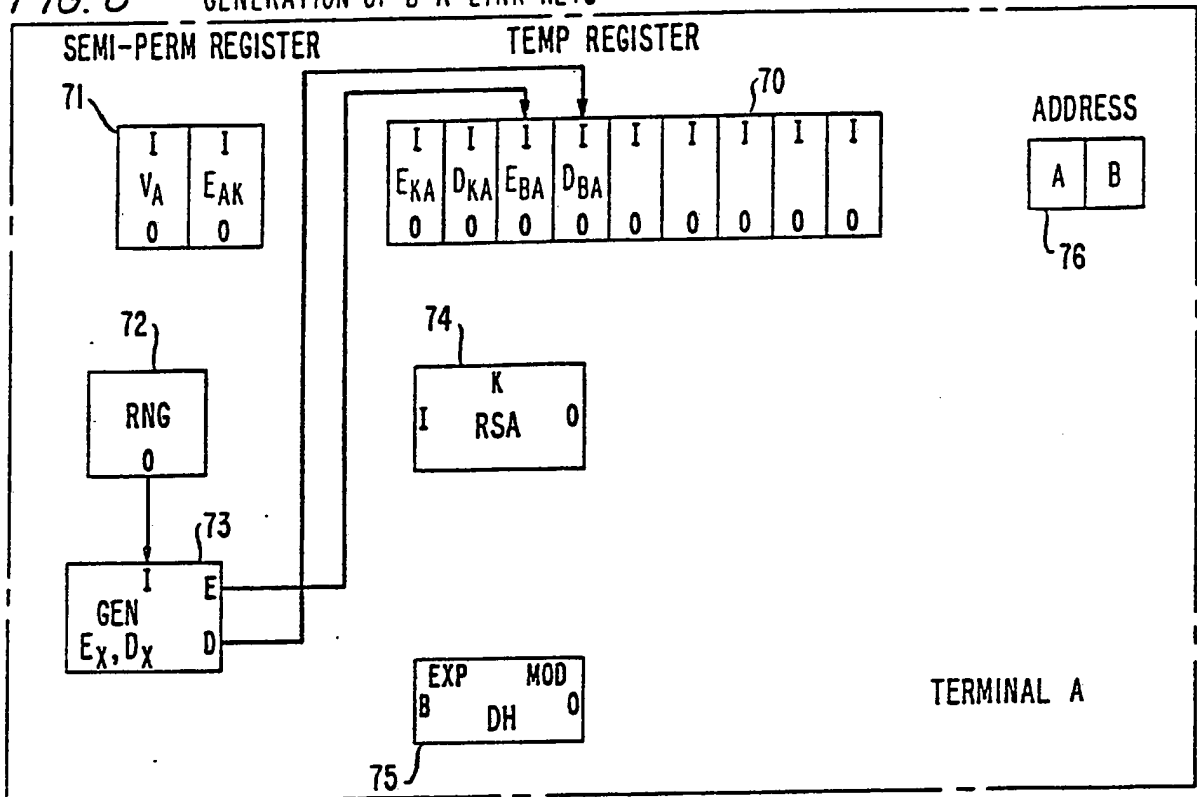 GENERATION OF B-A LINK KEYS
SEMI-PERM REGISTER
TEMP REGISTER
71
70
ADDRESS
I I
V_A E_AK
0 0
I I I I I I I I I
E_KA D_KA E_BA D_BA
0 0 0 0 0 0 0 0 0
A B
76
72
74
RNG
0
K
I RSA 0
73
I E
GEN
E_X, D_X D
EXP MOD
B DH 0
75
TERMINAL A